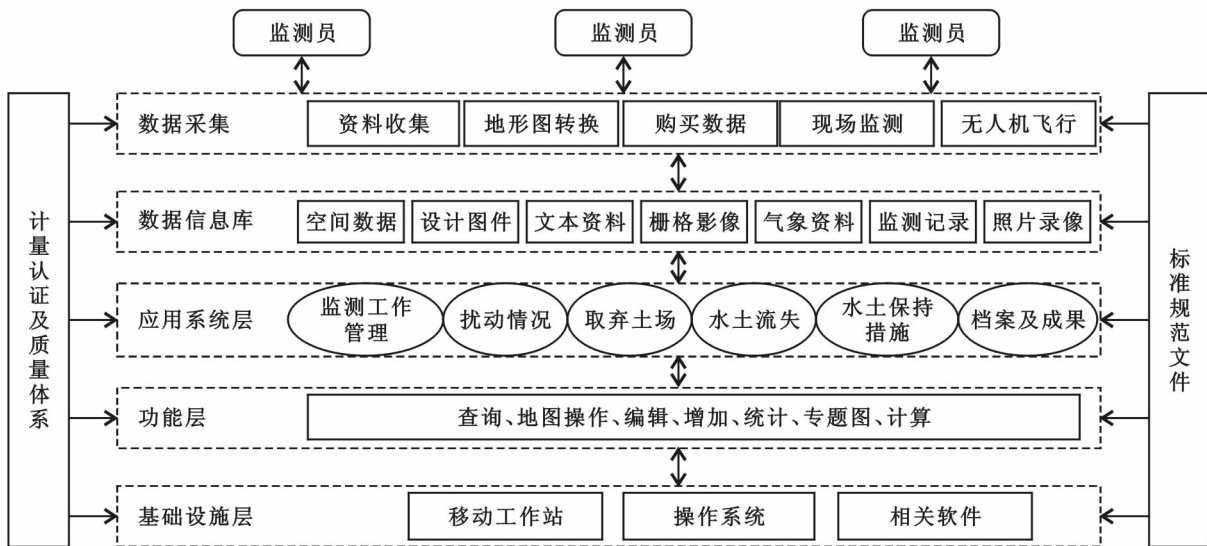 监测员
监测员
监测员
数据采集
资料收集
地形图转换
购买数据
现场监测
无人机飞行
数据信息库
空间数据
设计图件
文本资料
栅格影像
气象资料
监测记录
照片录像
应用系统层
监测工作
管理
扰动情况
取弃土场
水土流失
水土保持
措施
档案及成果
功能层
查询、地图操作、编辑、增加、统计、专题图、计算
基础设施层
移动工作站
操作系统
相关软件
计量认证及质量体系
标准规范文件